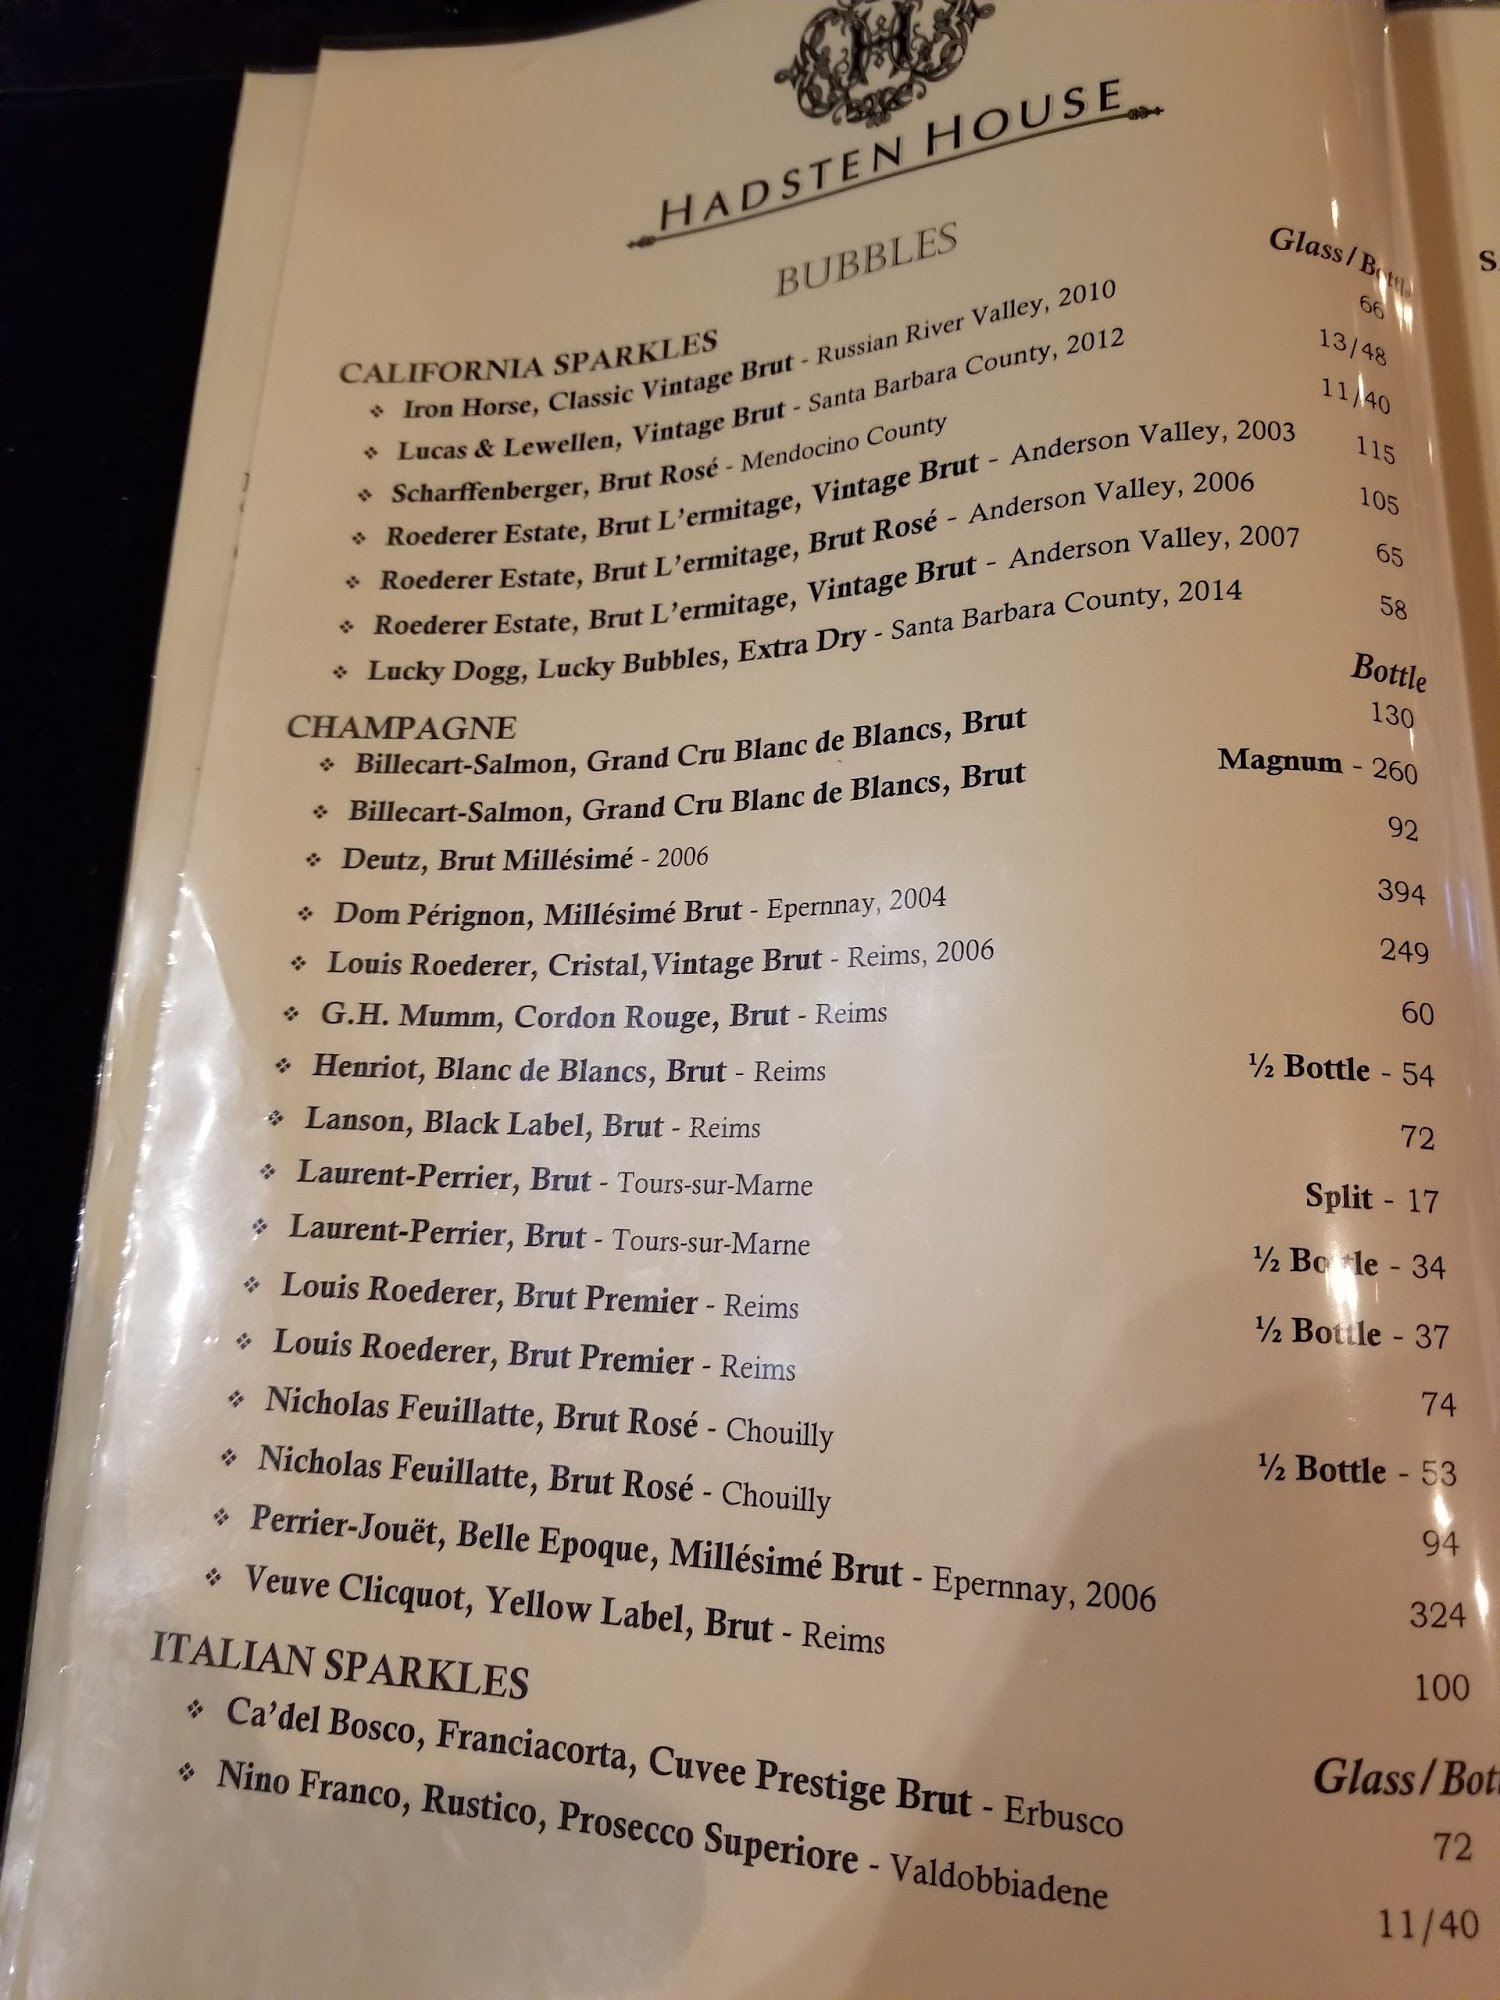 HADSTEN HOUSE
BUBBLES
Glass/Bottle
CALIFORNIA SPARKLES
❖ Iron Horse, Classic Vintage Brut - Russian River Valley, 2010 66
❖ Lucas & Lewellen, Vintage Brut - Santa Barbara County, 2012 13/48
❖ Scharffenberger, Brut Rosé - Mendocino County 11/40
❖ Roederer Estate, Brut L'ermitage, Vintage Brut - Anderson Valley, 2003 115
❖ Roederer Estate, Brut L'ermitage, Brut Rosé - Anderson Valley, 2006 105
❖ Roederer Estate, Brut L'ermitage, Vintage Brut - Anderson Valley, 2007 65
❖ Lucky Dogg, Lucky Bubbles, Extra Dry - Santa Barbara County, 2014 58
CHAMPAGNE Bottle
❖ Billecart-Salmon, Grand Cru Blanc de Blancs, Brut 130
❖ Billecart-Salmon, Grand Cru Blanc de Blancs, Brut Magnum - 260
❖ Deutz, Brut Millésimé - 2006 92
❖ Dom Pérignon, Millésimé Brut - Epernnay, 2004 394
❖ Louis Roederer, Cristal, Vintage Brut - Reims, 2006 249
❖ G.H. Mumm, Cordon Rouge, Brut - Reims 60
❖ Henriot, Blanc de Blancs, Brut - Reims ½ Bottle - 54
❖ Lanson, Black Label, Brut - Reims 72
❖ Laurent-Perrier, Brut - Tours-sur-Marne Split - 17
❖ Laurent-Perrier, Brut - Tours-sur-Marne ½ Bottle - 34
❖ Louis Roederer, Brut Premier - Reims ½ Bottle - 37
❖ Louis Roederer, Brut Premier - Reims 74
❖ Nicholas Feuillatte, Brut Rosé - Chouilly ½ Bottle - 53
❖ Nicholas Feuillatte, Brut Rosé - Chouilly 94
❖ Perrier-Jouët, Belle Epoque, Millésimé Brut - Epernnay, 2006 324
❖ Veuve Clicquot, Yellow Label, Brut - Reims 100
ITALIAN SPARKLES Glass/Bott
❖ Ca'del Bosco, Franciacorta, Cuvee Prestige Brut - Erbusco 72
❖ Nino Franco, Rustico, Prosecco Superiore - Valdobbiadene 11/40